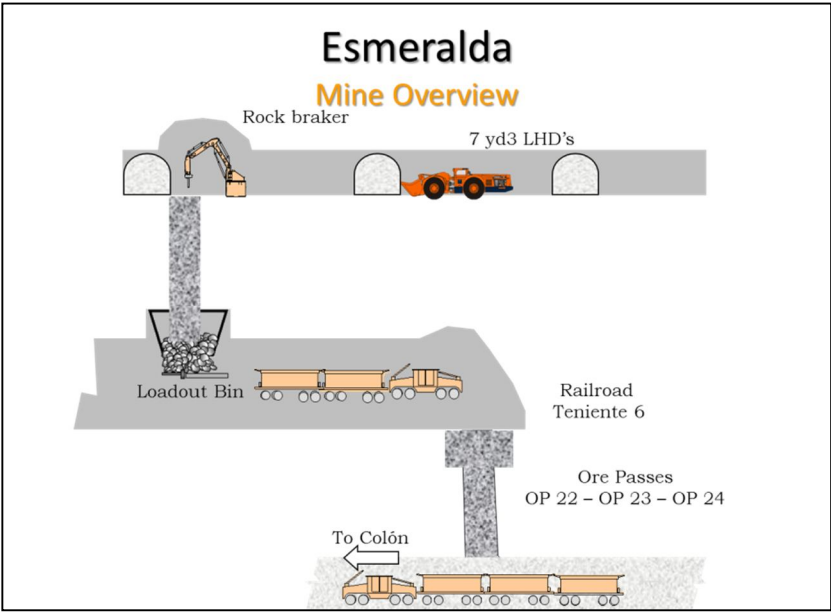 Esmeralda
Mine Overview
Rock braker
7 yd3 LHD's
Loadout Bin
Railroad
Teniente 6
Ore Passes
OP 22 – OP 23 – OP 24
To Colón